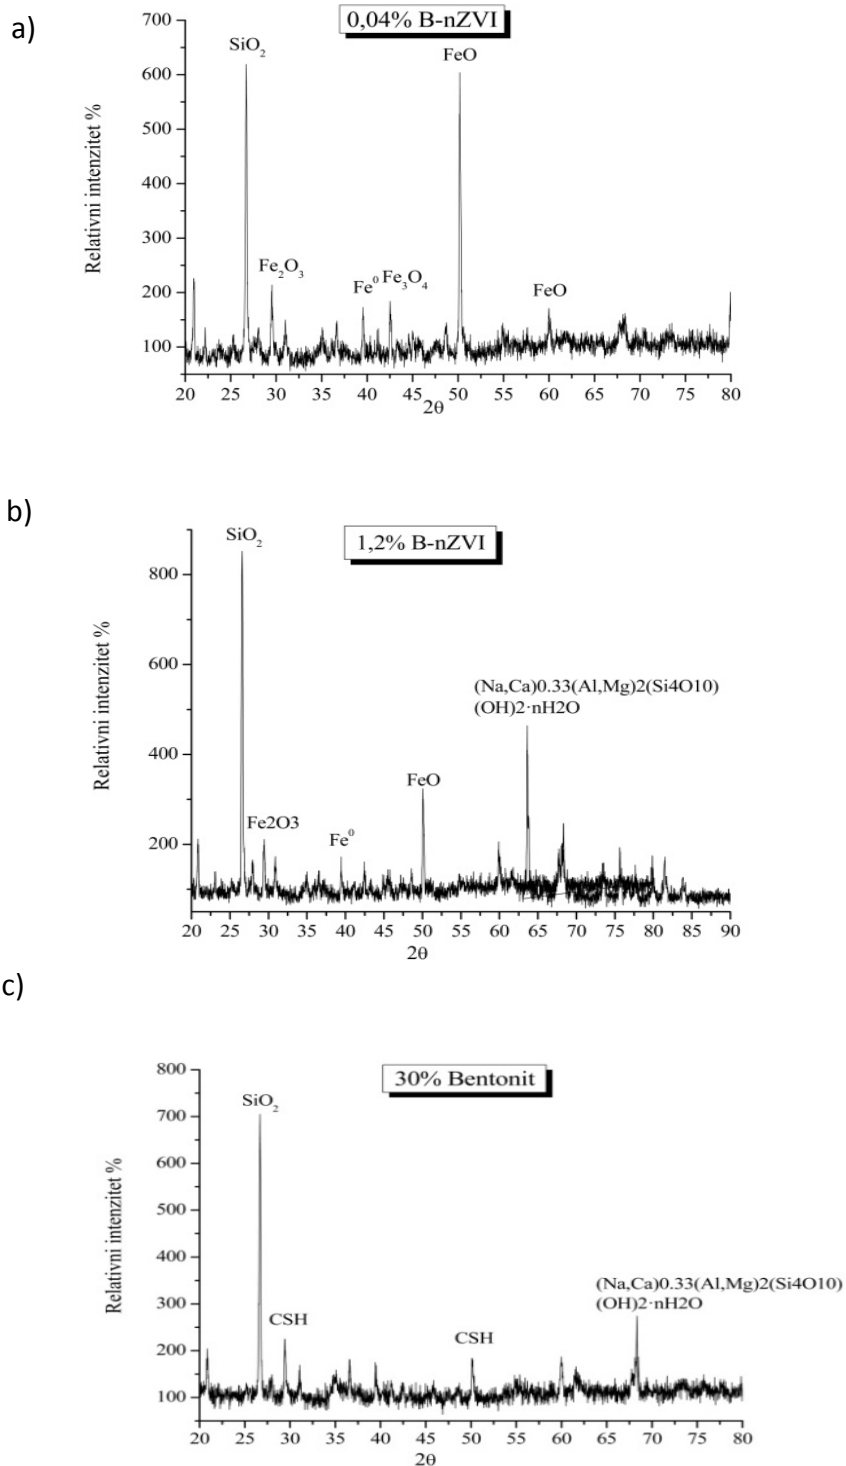 a)
0,04% B-nZVI
700
600
500
400
300
200
100
Relativni intenzitet %
SiO2
FeO
Fe2O3
Fe0
Fe3O4
FeO
20 25 30 35 40 45 50 55 60 65 70 75 80
2θ
b)
1,2% B-nZVI
800
600
400
200
Relativni intenzitet %
SiO2
(Na,Ca)0.33(Al,Mg)2(Si4O10)
(OH)2·nH2O
FeO
Fe2O3
Fe0
20 25 30 35 40 45 50 55 60 65 70 75 80 85 90
2θ
c)
30% Bentonit
800
700
600
500
400
300
200
100
Relativni intenzitet %
SiO2
(Na,Ca)0.33(Al,Mg)2(Si4O10)
(OH)2·nH2O
CSH
CSH
20 25 30 35 40 45 50 55 60 65 70 75 80
2θ